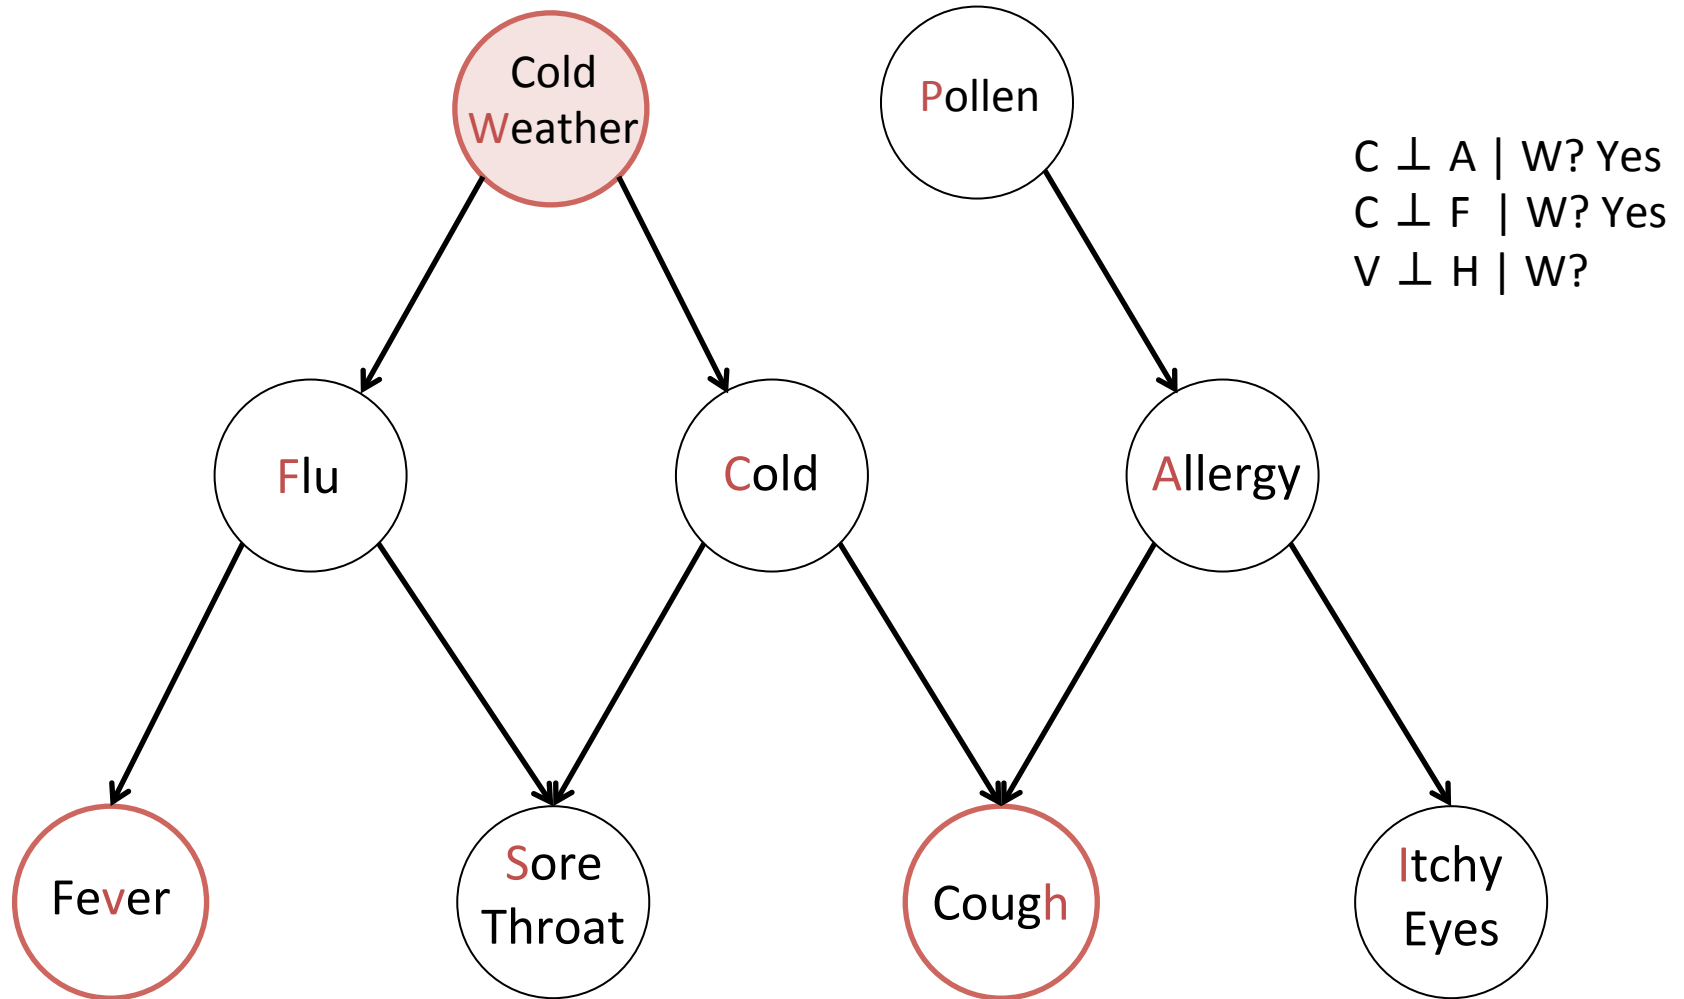 Cold
Weather
Pollen
C ⊥ A | W? Yes
C ⊥ F | W? Yes
V ⊥ H | W?
Flu
Cold
Allergy
Fever
Sore
Throat
Cough
Itchy
Eyes